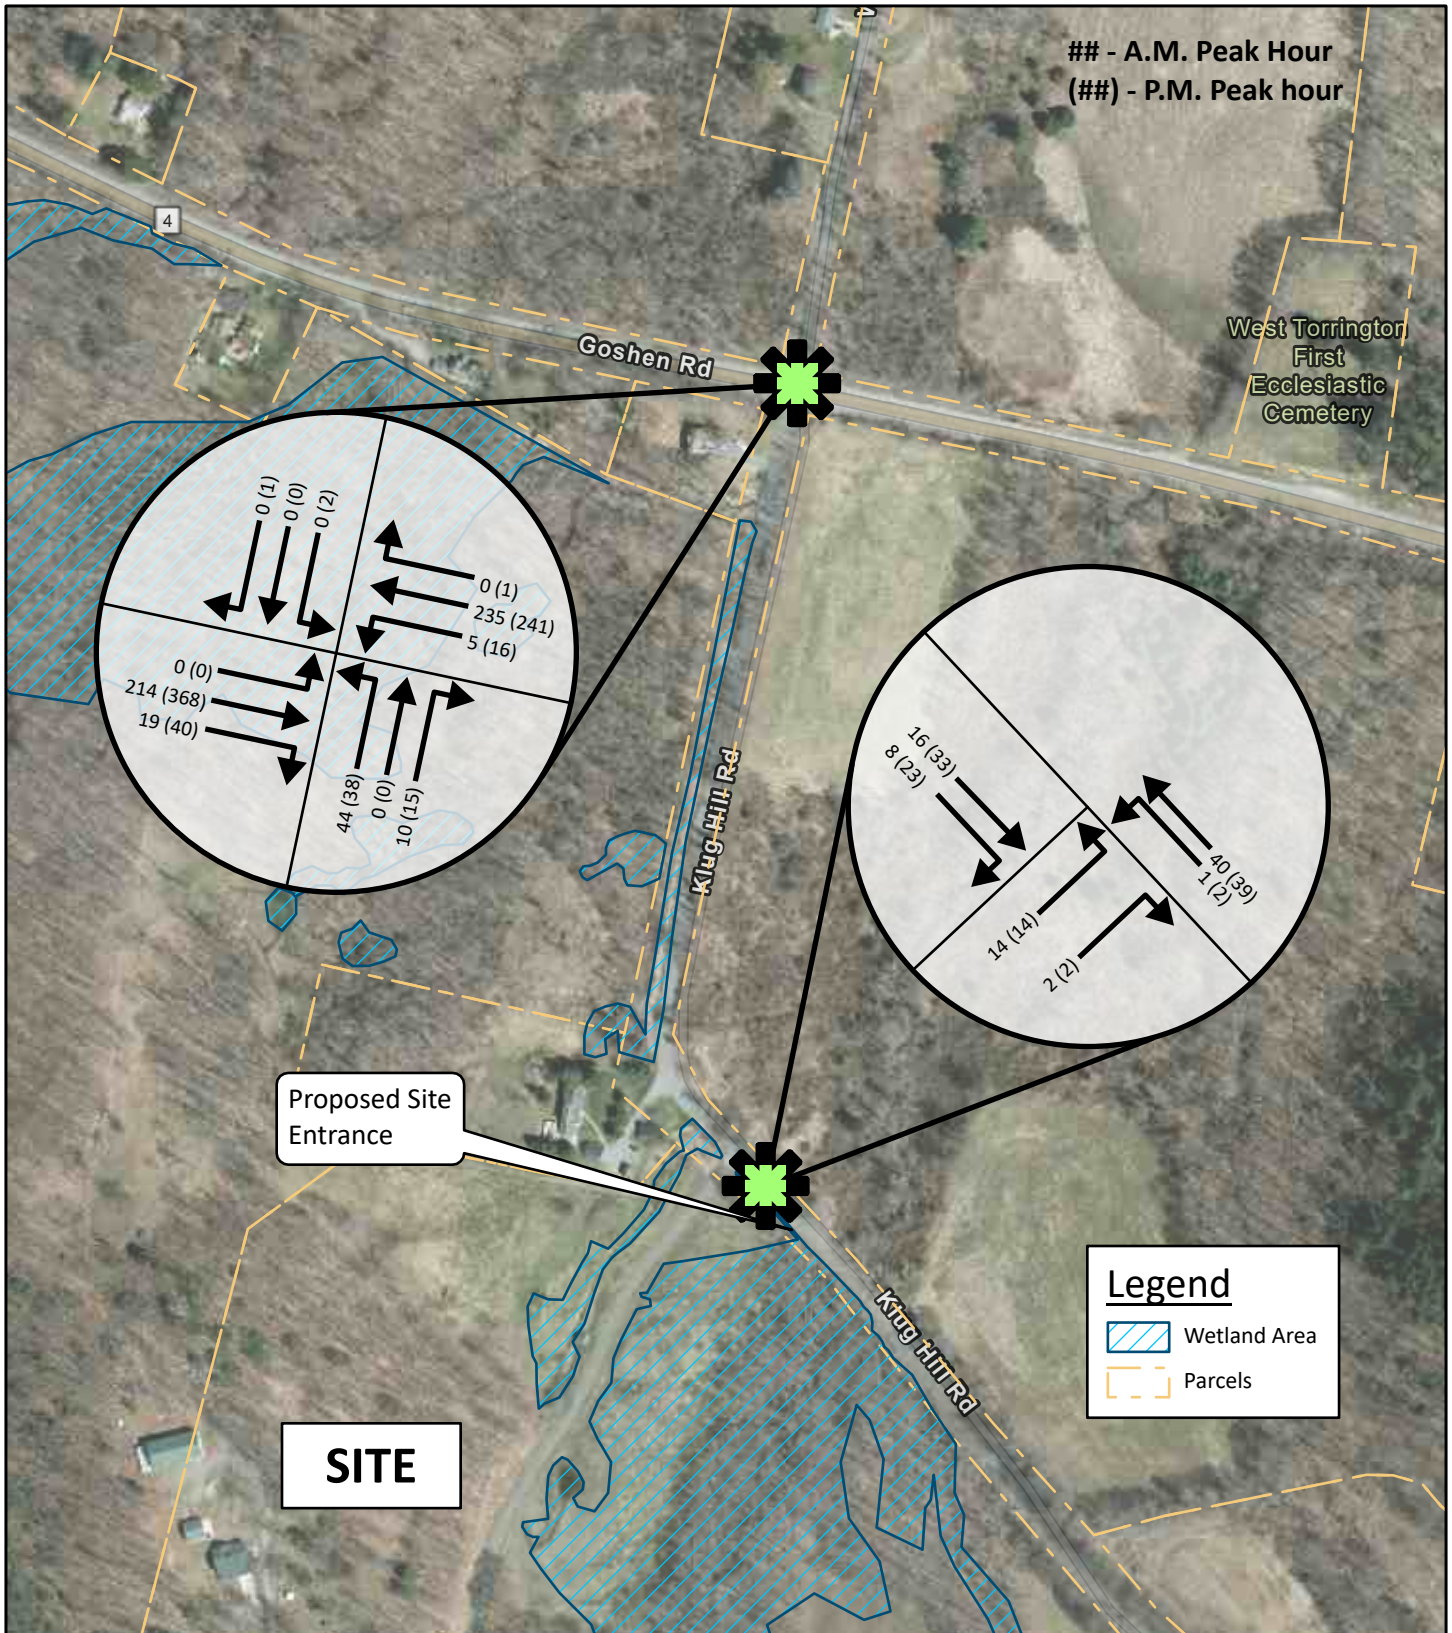 ## - A.M. Peak Hour
(##) - P.M. Peak hour
4
Goshen Rd
West Torrington
First
Ecclesiastic
Cemetery
0 (1)
0 (0)
0 (2)
0 (1)
235 (241)
5 (16)
0 (0)
214 (368)
19 (40)
44 (38)
0 (0)
10 (15)
Klug Hill Rd
16 (33)
8 (23)
40 (39)
1 (2)
14 (14)
2 (2)
Proposed Site
Entrance
Klug Hill Rd
Legend
Wetland Area
Parcels
SITE